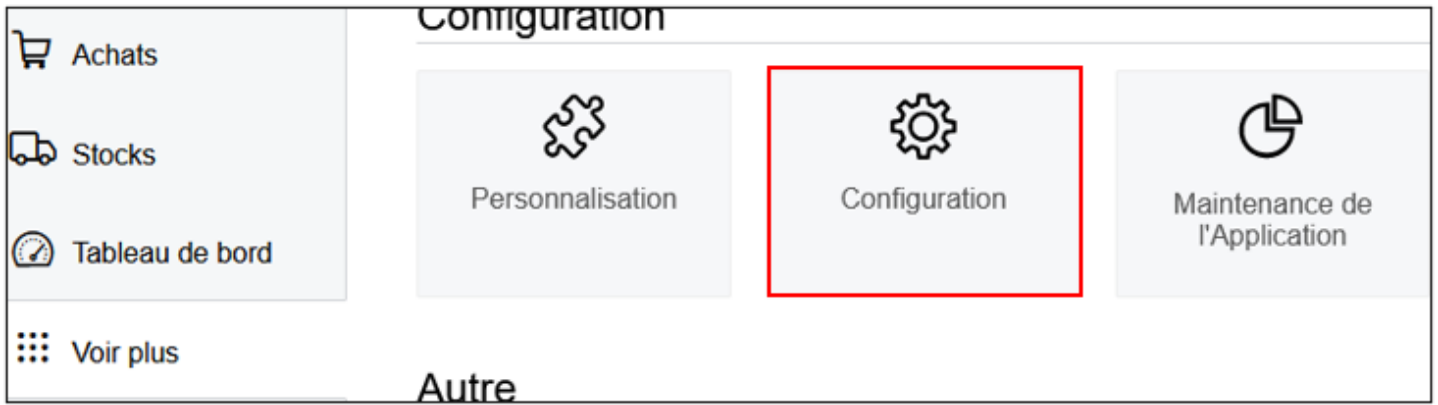 Configuration
Achats
Stocks
Tableau de bord
Voir plus
Personnalisation
Configuration
Maintenance de
l'Application
Autre